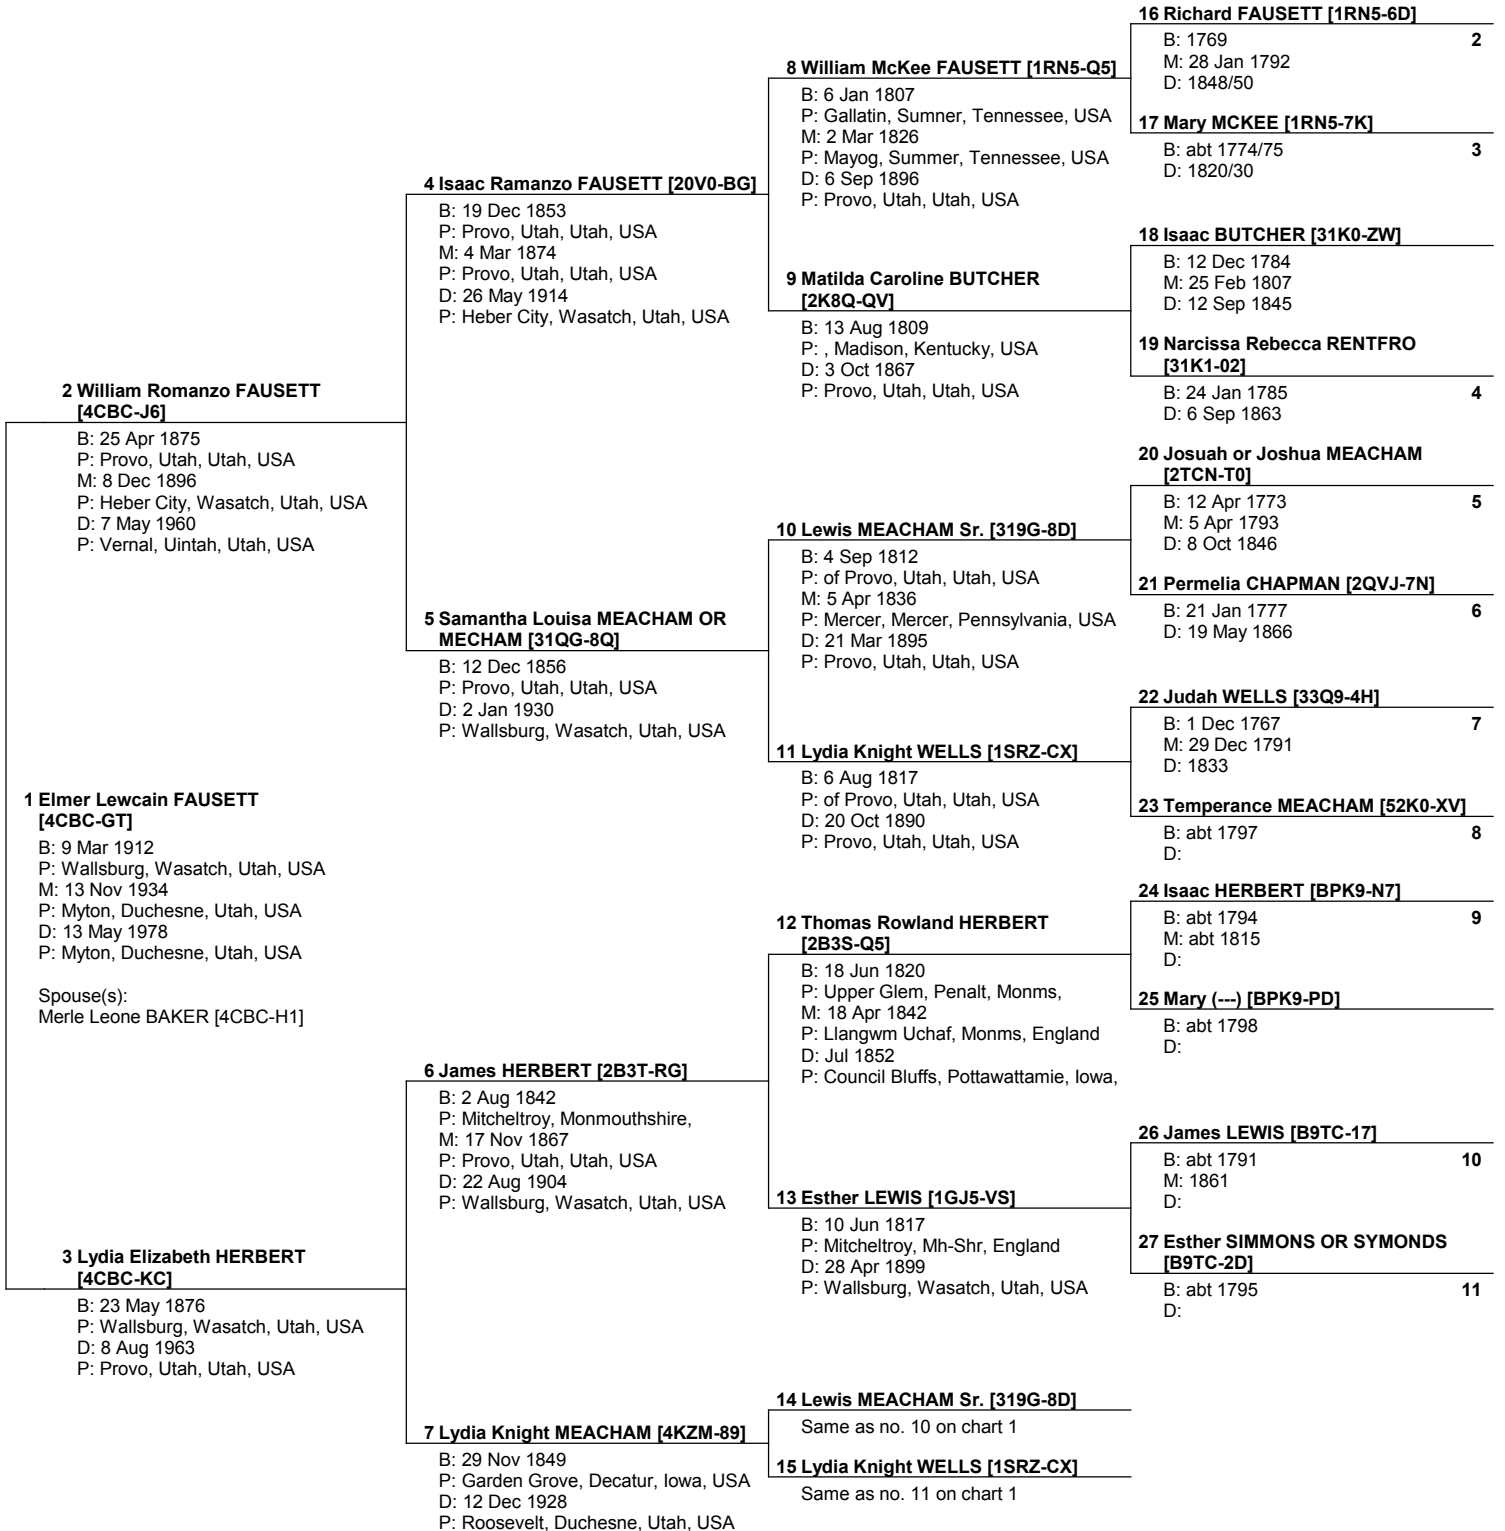 1 Elmer Lewcain FAUSETT
[4CBC-GT]
B: 9 Mar 1912
P: Wallsburg, Wasatch, Utah, USA
M: 13 Nov 1934
P: Myton, Duchesne, Utah, USA
D: 13 May 1978
P: Myton, Duchesne, Utah, USA
Spouse(s):
Merle Leone BAKER [4CBC-H1]
2 William Romanzo FAUSETT
[4CBC-J6]
B: 25 Apr 1875
P: Provo, Utah, Utah, USA
M: 8 Dec 1896
P: Heber City, Wasatch, Utah, USA
D: 7 May 1960
P: Vernal, Uintah, Utah, USA
3 Lydia Elizabeth HERBERT
[4CBC-KC]
B: 23 May 1876
P: Wallsburg, Wasatch, Utah, USA
D: 8 Aug 1963
P: Provo, Utah, Utah, USA
4 Isaac Ramanzo FAUSETT [20V0-BG]
B: 19 Dec 1853
P: Provo, Utah, Utah, USA
M: 4 Mar 1874
P: Provo, Utah, Utah, USA
D: 26 May 1914
P: Heber City, Wasatch, Utah, USA
5 Samantha Louisa MEACHAM OR
MECHAM [31QG-8Q]
B: 12 Dec 1856
P: Provo, Utah, Utah, USA
D: 2 Jan 1930
P: Wallsburg, Wasatch, Utah, USA
6 James HERBERT [2B3T-RG]
B: 2 Aug 1842
P: Mitcheltroy, Monmouthshire,
M: 17 Nov 1867
P: Provo, Utah, Utah, USA
D: 22 Aug 1904
P: Wallsburg, Wasatch, Utah, USA
7 Lydia Knight MEACHAM [4KZM-89]
B: 29 Nov 1849
P: Garden Grove, Decatur, Iowa, USA
D: 12 Dec 1928
P: Roosevelt, Duchesne, Utah, USA
8 William McKee FAUSETT [1RN5-Q5]
B: 6 Jan 1807
P: Gallatin, Sumner, Tennessee, USA
M: 2 Mar 1826
P: Mayog, Summer, Tennessee, USA
D: 6 Sep 1896
P: Provo, Utah, Utah, USA
9 Matilda Caroline BUTCHER
[2K8Q-QV]
B: 13 Aug 1809
P: , Madison, Kentucky, USA
D: 3 Oct 1867
P: Provo, Utah, Utah, USA
10 Lewis MEACHAM Sr. [319G-8D]
B: 4 Sep 1812
P: of Provo, Utah, Utah, USA
M: 5 Apr 1836
P: Mercer, Mercer, Pennsylvania, USA
D: 21 Mar 1895
P: Provo, Utah, Utah, USA
11 Lydia Knight WELLS [1SRZ-CX]
B: 6 Aug 1817
P: of Provo, Utah, Utah, USA
D: 20 Oct 1890
P: Provo, Utah, Utah, USA
12 Thomas Rowland HERBERT
[2B3S-Q5]
B: 18 Jun 1820
P: Upper Glem, Penalt, Monms,
M: 18 Apr 1842
P: Llangwm Uchaf, Monms, England
D: Jul 1852
P: Council Bluffs, Pottawattamie, Iowa,
13 Esther LEWIS [1GJ5-VS]
B: 10 Jun 1817
P: Mitcheltroy, Mh-Shr, England
D: 28 Apr 1899
P: Wallsburg, Wasatch, Utah, USA
14 Lewis MEACHAM Sr. [319G-8D]
Same as no. 10 on chart 1
15 Lydia Knight WELLS [1SRZ-CX]
Same as no. 11 on chart 1
16 Richard FAUSETT [1RN5-6D]
B: 1769 2
M: 28 Jan 1792
D: 1848/50
17 Mary MCKEE [1RN5-7K]
B: abt 1774/75 3
D: 1820/30
18 Isaac BUTCHER [31K0-ZW]
B: 12 Dec 1784
M: 25 Feb 1807
D: 12 Sep 1845
19 Narcissa Rebecca RENTFRO
[31K1-02]
B: 24 Jan 1785 4
D: 6 Sep 1863
20 Josuah or Joshua MEACHAM
[2TCN-T0]
B: 12 Apr 1773 5
M: 5 Apr 1793
D: 8 Oct 1846
21 Permelia CHAPMAN [2QVJ-7N]
B: 21 Jan 1777 6
D: 19 May 1866
22 Judah WELLS [33Q9-4H]
B: 1 Dec 1767 7
M: 29 Dec 1791
D: 1833
23 Temperance MEACHAM [52K0-XV]
B: abt 1797 8
D:
24 Isaac HERBERT [BPK9-N7]
B: abt 1794 9
M: abt 1815
D:
25 Mary (---) [BPK9-PD]
B: abt 1798
D:
26 James LEWIS [B9TC-17]
B: abt 1791 10
M: 1861
D:
27 Esther SIMMONS OR SYMONDS
[B9TC-2D]
B: abt 1795 11
D: